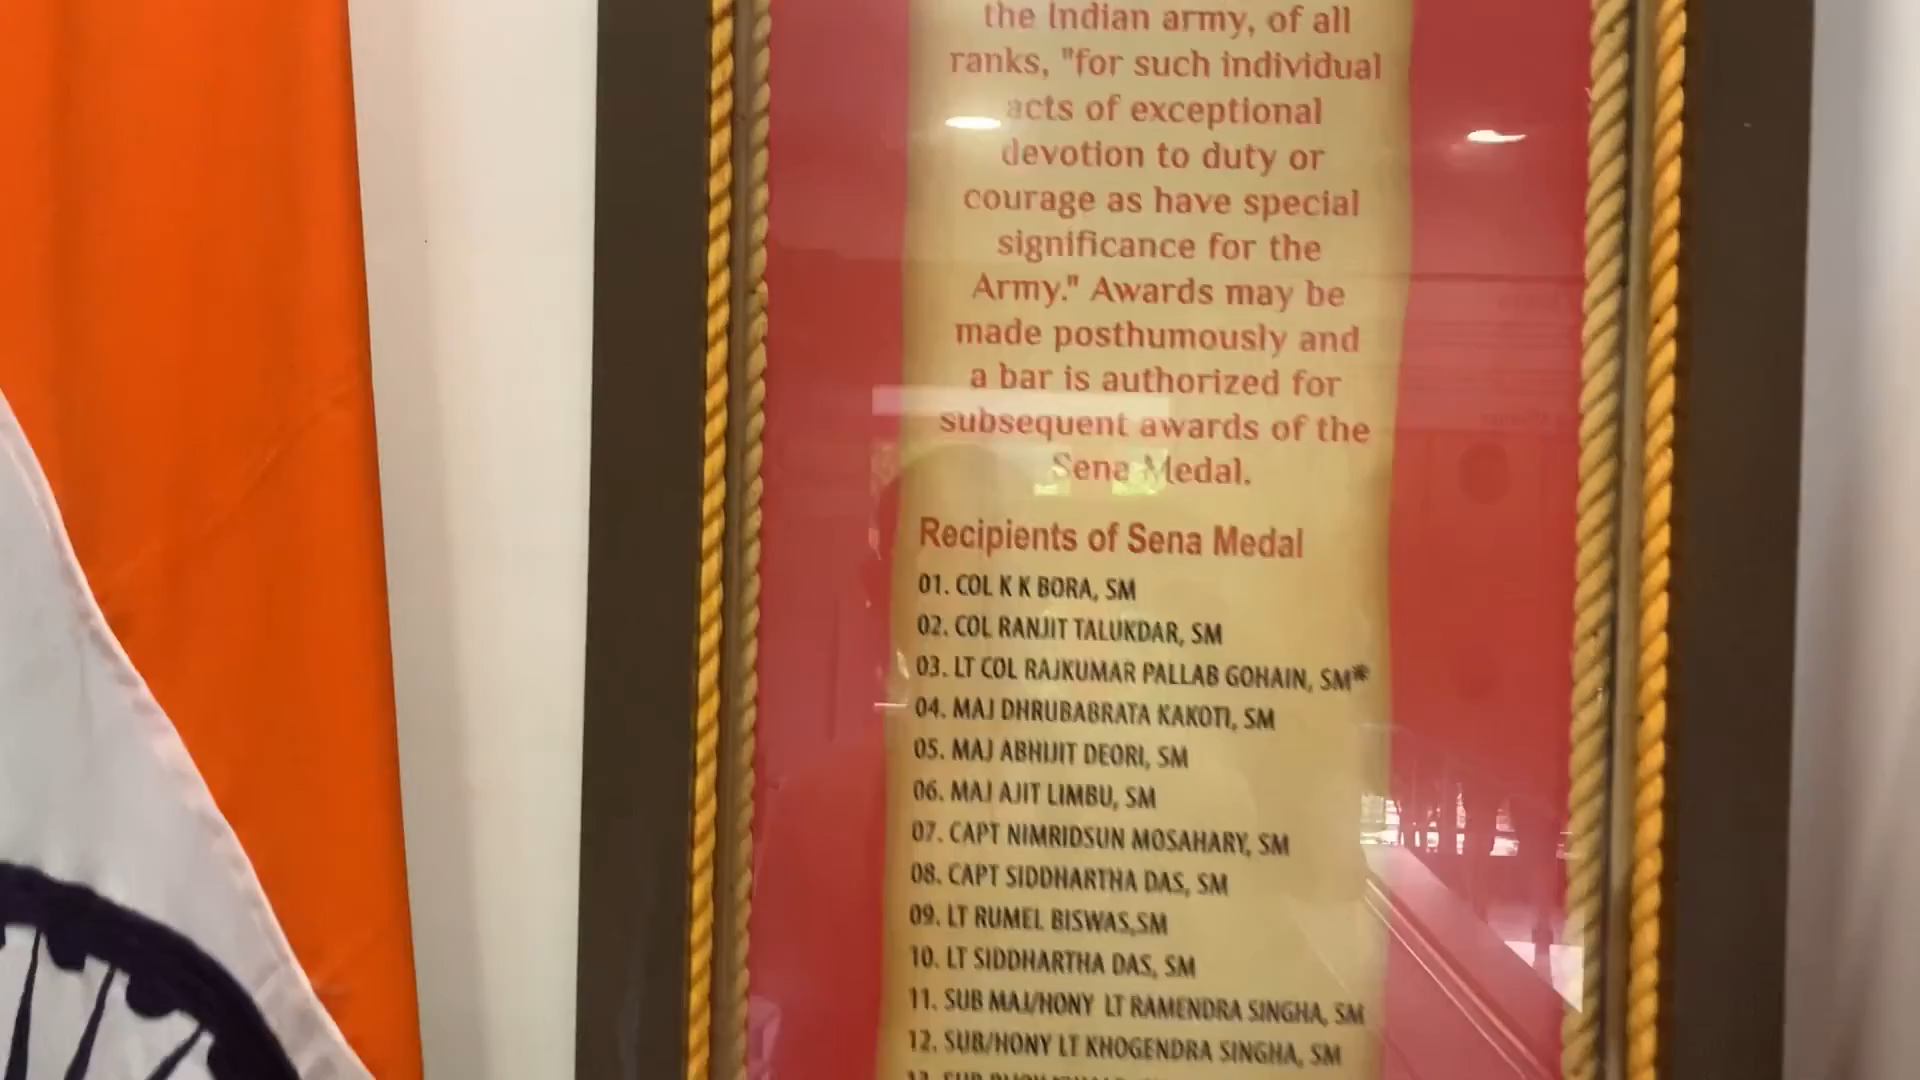 the Indian army, of all
ranks, "for such individual
acts of exceptional
devotion to duty or
courage as have special
significance for the
Army." Awards may be
made posthumously and
a bar is authorized for
subsequent awards of the
Sena Medal.
Recipients of Sena Medal
01. COL K K BORA, SM
02. COL RANJIT TALUKDAR, SM
03. LT COL RAJKUMAR PALLAB GOHAIN, SM*
04. MAJ DHRUBABRATA KAKOTI, SM
05. MAJ ABHIJIT DEORI, SM
06. MAJ AJIT LIMBU, SM
07. CAPT NIMRIDSUN MOSAHARY, SM
08. CAPT SIDDHARTHA DAS, SM
09. LT RUMEL BISWAS,SM
10. LT SIDDHARTHA DAS, SM
11. SUB MAJ/HONY LT RAMENDRA SINGHA, SM
12. SUB/HONY LT KHOGENDRA SINGHA, SM
13. SUB